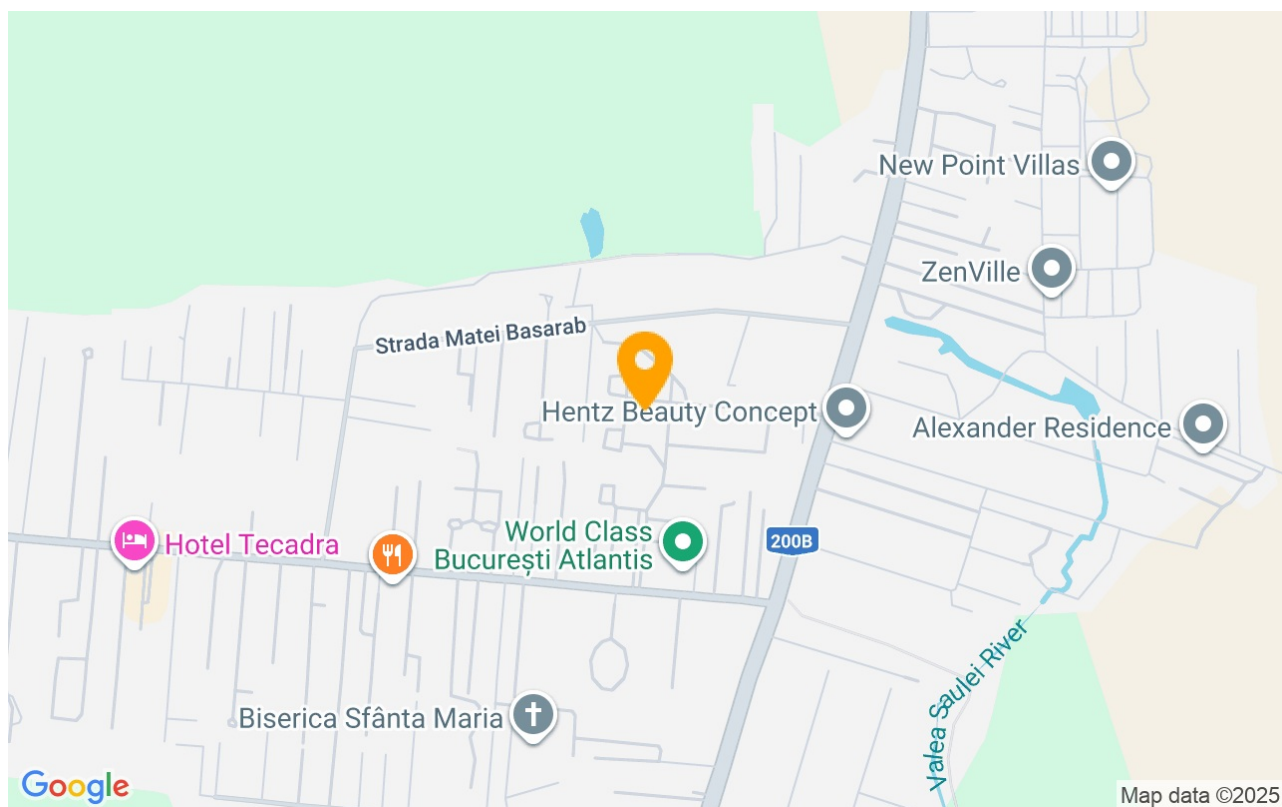 New Point Villas
ZenVille
Strada Matei Basarab
Hentz Beauty Concept
Alexander Residence
World Class
București Atlantis
200B
Hotel Tecadra
Valea Saulei River
Biserica Sfânta Maria
Google
Map data ©2025